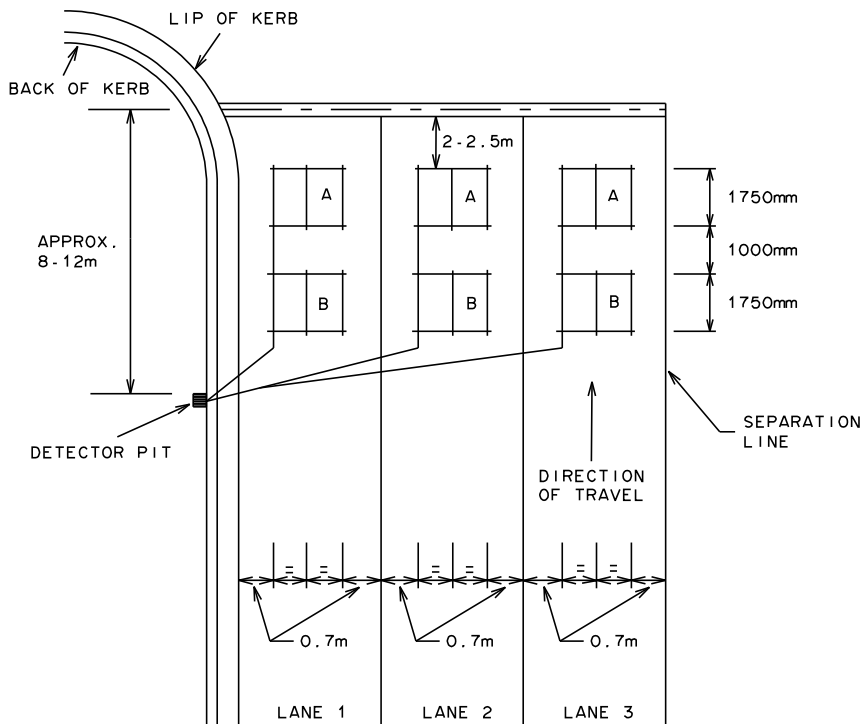 LIP OF KERB
BACK OF KERB
2-2.5m
A
A
A
1750mm
APPROX.
8-12m
1000mm
B
B
B
1750mm
SEPARATION
LINE
DETECTOR PIT
DIRECTION
OF TRAVEL
=
=
=
=
=
=
0.7m
0.7m
0.7m
LANE 1
LANE 2
LANE 3